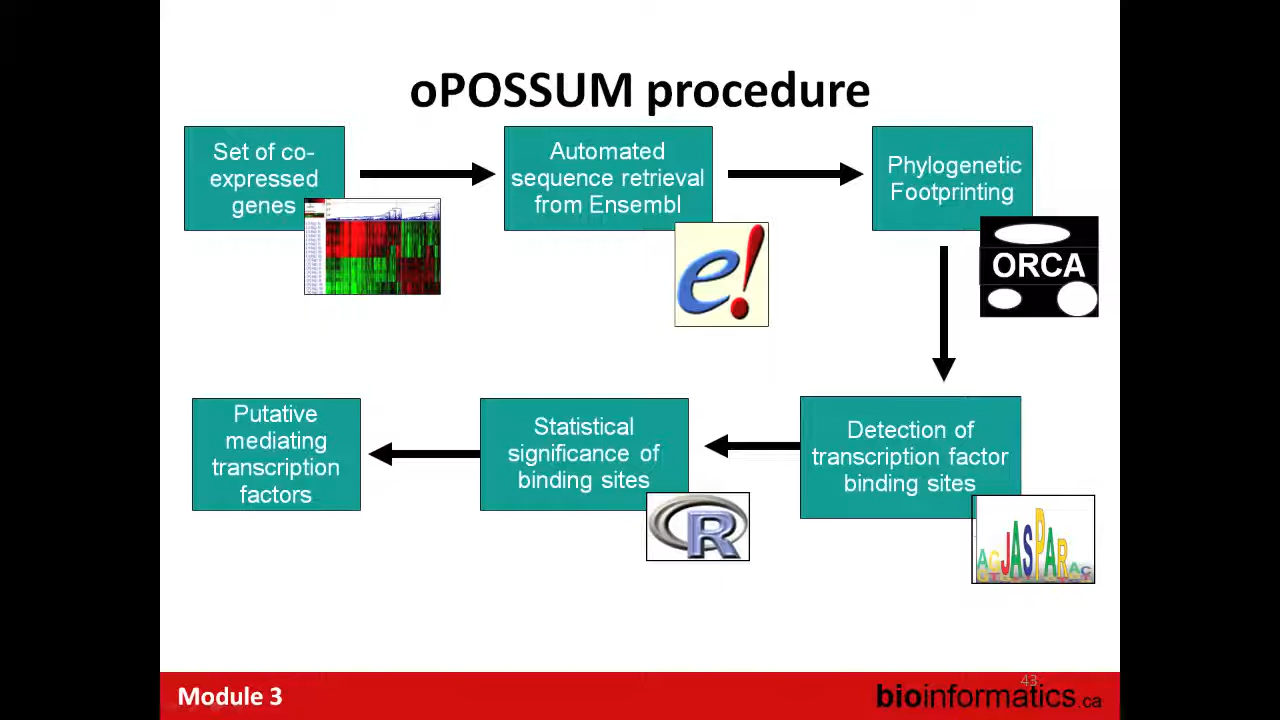 oPOSSUM procedure
Set of co-
expressed
genes
Automated
sequence retrieval
from Ensembl
e!
Phylogenetic
Footprinting
ORCA
Putative
mediating
transcription
factors
Statistical
significance of
binding sites
R
Detection of
transcription factor
binding sites
JASPAR
Module 3
43
bioinformatics.ca